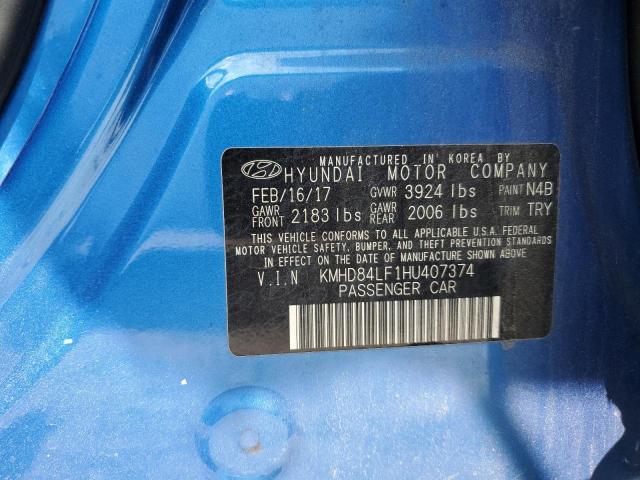 MANUFACTURED IN KOREA BY
HYUNDAI MOTOR COMPANY
FEB/16/17 GVWR 3924 lbs PAINT N4B
GAWR FRONT 2183 lbs GAWR REAR 2006 lbs TRIM TRY
THIS VEHICLE CONFORMS TO ALL APPLICABLE U.S.A FEDERAL
MOTOR VEHICLE SAFETY, BUMPER, AND THEFT PREVENTION STANDARDS
IN EFFECT ON THE DATE OF MANUFACTURE SHOWN ABOVE.
V.I.N KMHD84LF1HU407374
PASSENGER CAR